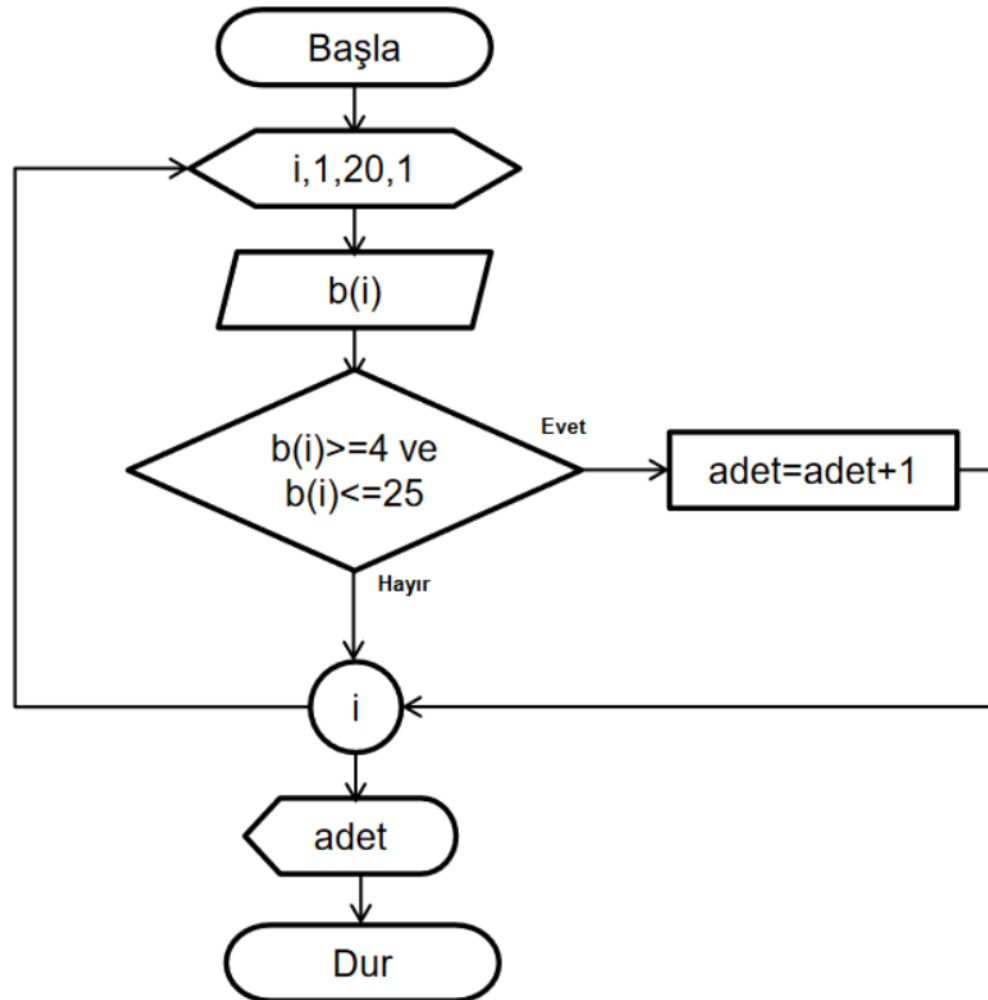 Başla
i,1,20,1
b(i)
b(i)>=4 ve
b(i)<=25
Evet
adet=adet+1
Hayır
i
adet
Dur